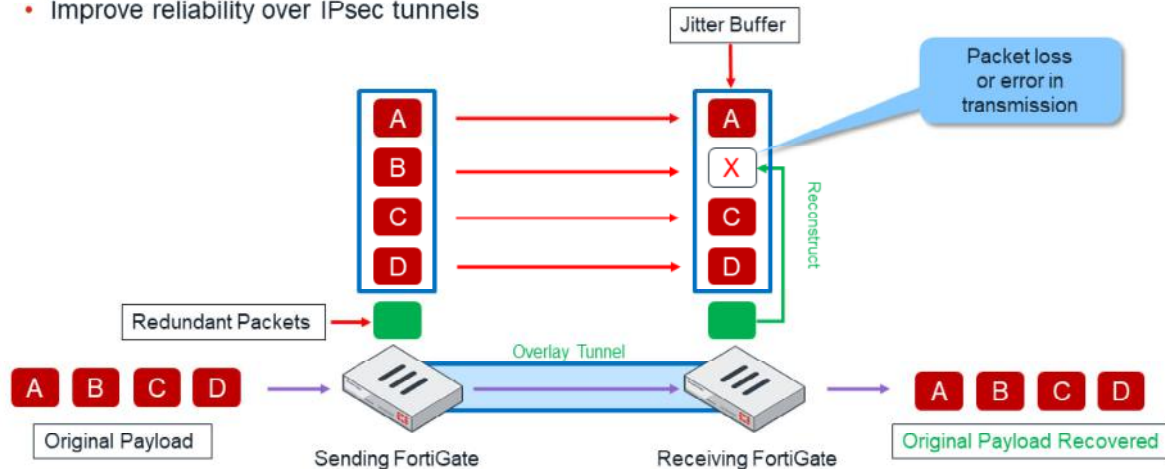 • Improve reliability over IPsec tunnels
Jitter Buffer
Packet loss
or error in
transmission
A
A
B
X
C
C
D
D
Reconstruct
Redundant Packets
Overlay Tunnel
A B C D
A B C D
Original Payload
Original Payload Recovered
Sending FortiGate
Receiving FortiGate